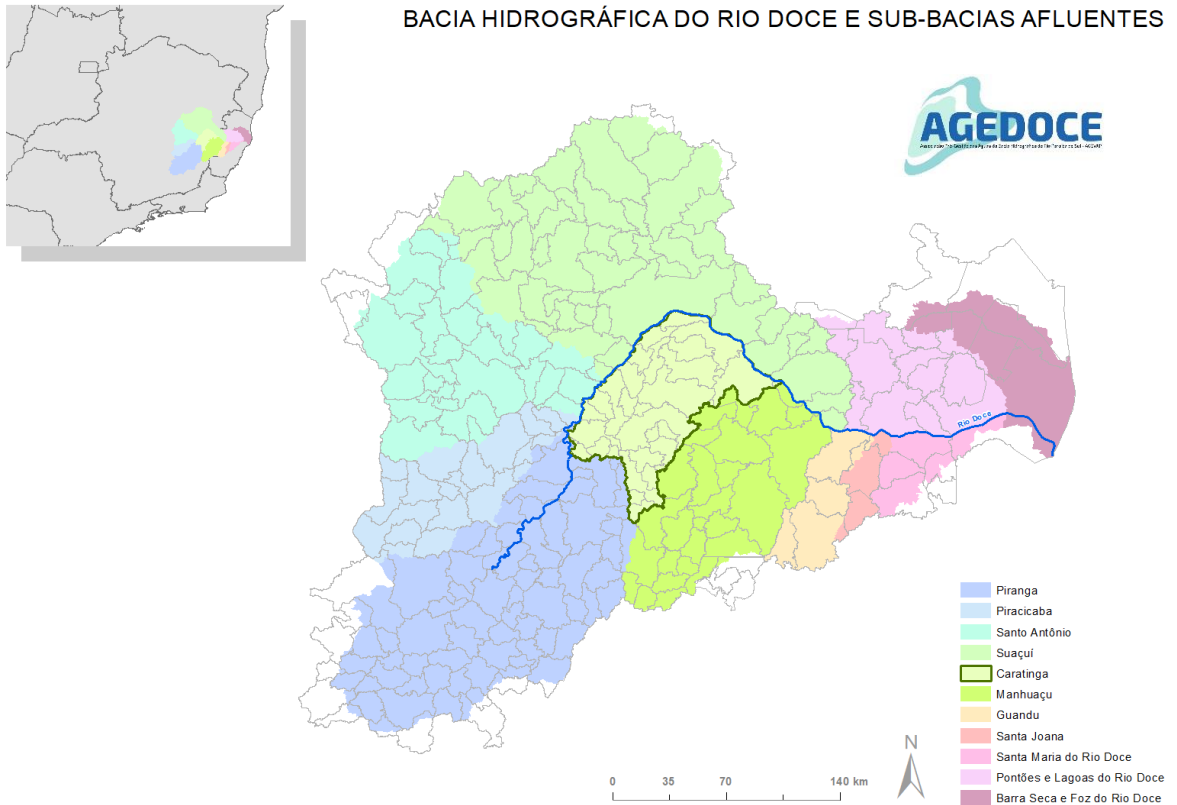 BACIA HIDROGRÁFICA DO RIO DOCE E SUB-BACIAS AFLUENTES
AGEDOCE
Rio Doce
Piranga
Piracicaba
Santo Antônio
Suaçuí
Caratinga
Manhuaçu
Guandu
Santa Joana
Santa Maria do Rio Doce
Pontões e Lagoas do Rio Doce
Barra Seca e Foz do Rio Doce
N
0 35 70 140 km